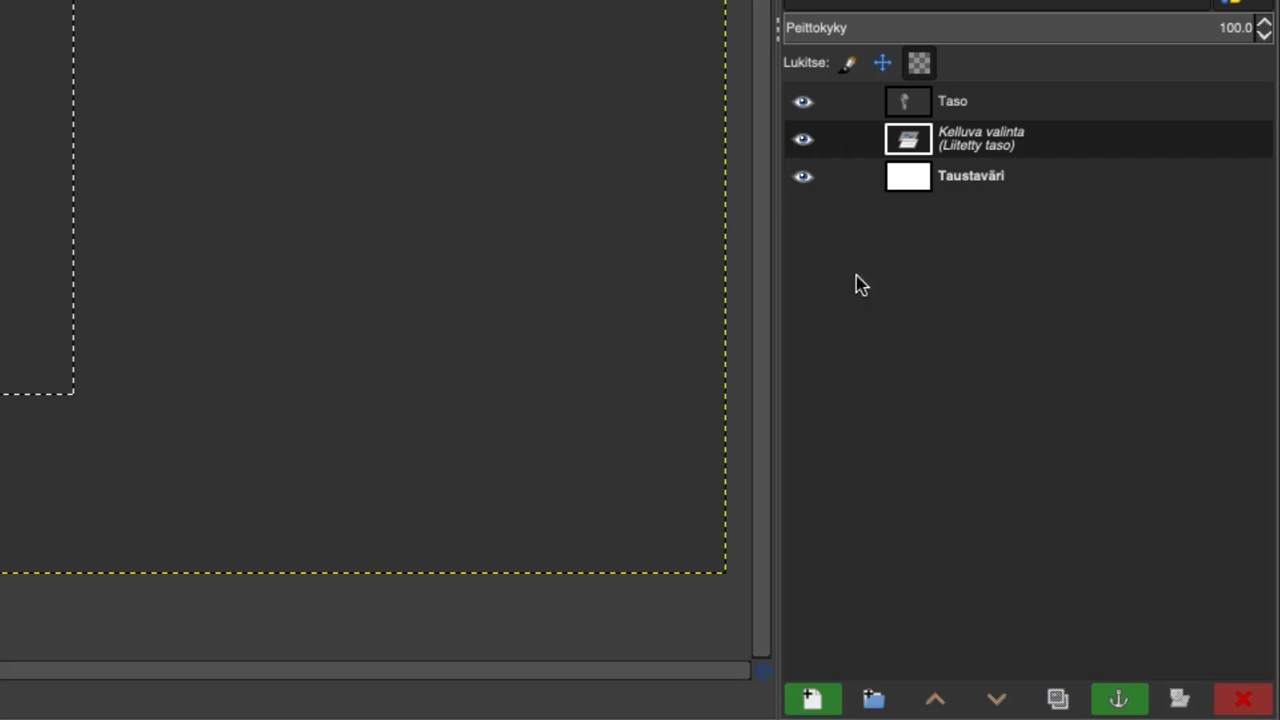 Peittokyky 100.0
Lukitse:
Taso
Kelluva valinta
(Liitetty taso)
Taustaväri